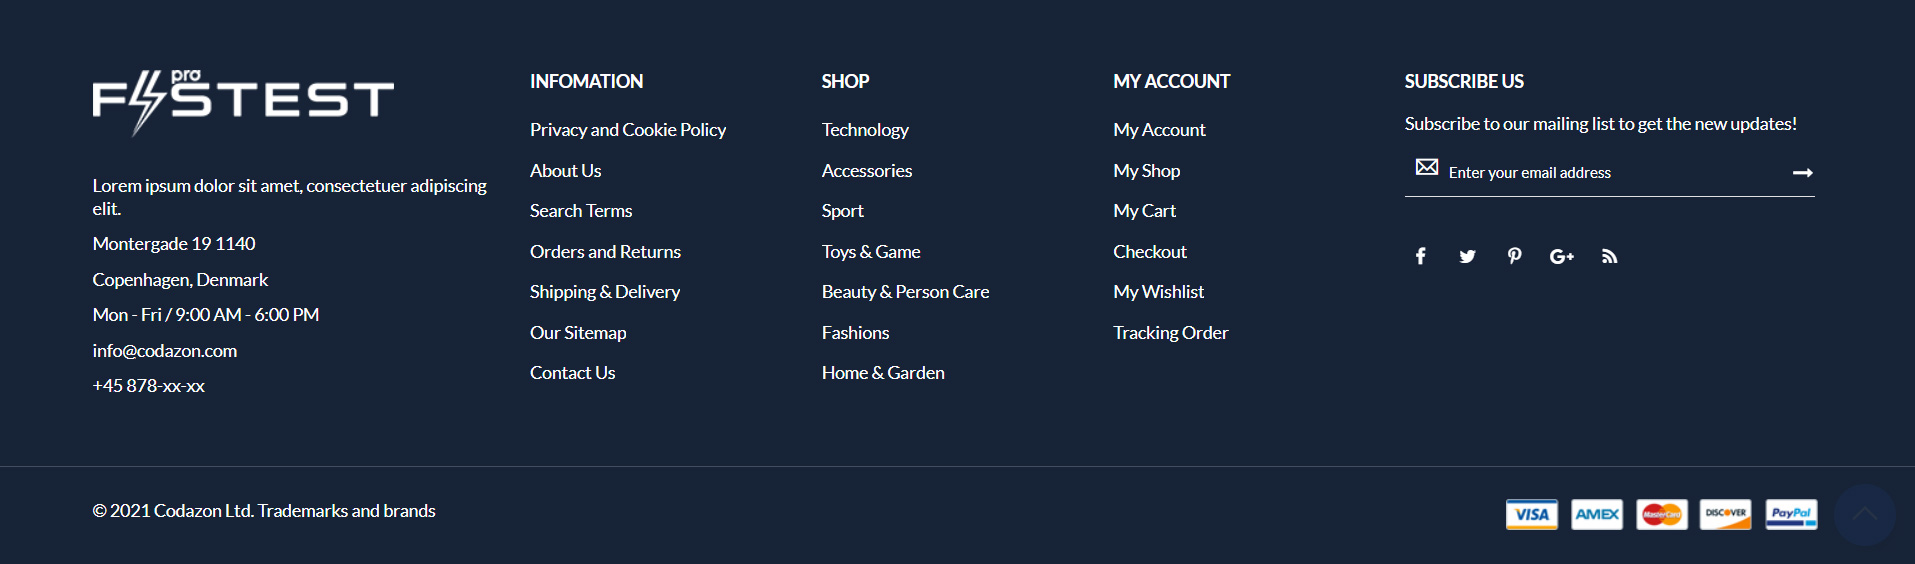 pro
FASTEST
Lorem ipsum dolor sit amet, consectetuer adipiscing
elit.
Montergade 19 1140
Copenhagen, Denmark
Mon - Fri / 9:00 AM - 6:00 PM
info@codazon.com
+45 878-xx-xx
INFOMATION
Privacy and Cookie Policy
About Us
Search Terms
Orders and Returns
Shipping & Delivery
Our Sitemap
Contact Us
SHOP
Technology
Accessories
Sport
Toys & Game
Beauty & Person Care
Fashions
Home & Garden
MY ACCOUNT
My Account
My Shop
My Cart
Checkout
My Wishlist
Tracking Order
SUBSCRIBE US
Subscribe to our mailing list to get the new updates!
Enter your email address
G+
© 2021 Codazon Ltd. Trademarks and brands
VISA
AMEX
MasterCard
DISCOVER
PayPal